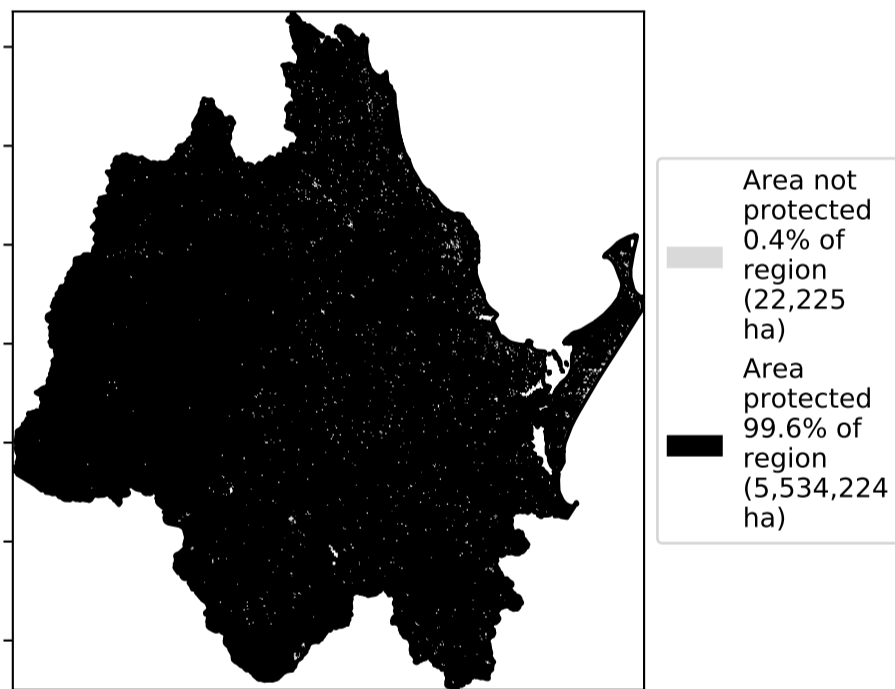 Area not
protected
0.4% of
region
(22,225
ha)
Area
protected
99.6% of
region
(5,534,224
ha)